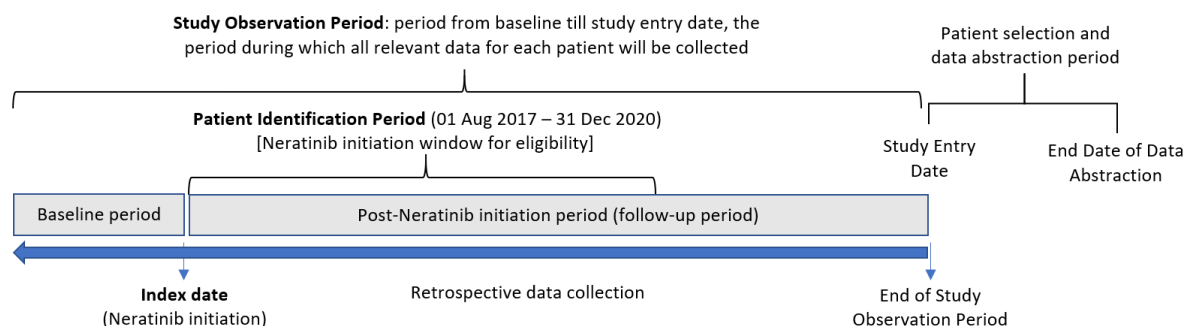 Study Observation Period: period from baseline till study entry date, the
period during which all relevant data for each patient will be collected
Patient selection and
data abstraction period
Patient Identification Period (01 Aug 2017 – 31 Dec 2020)
[Neratinib initiation window for eligibility]
Study Entry
Date
End Date of Data
Abstraction
Baseline period
Post-Neratinib initiation period (follow-up period)
Index date
(Neratinib initiation)
Retrospective data collection
End of Study
Observation Period